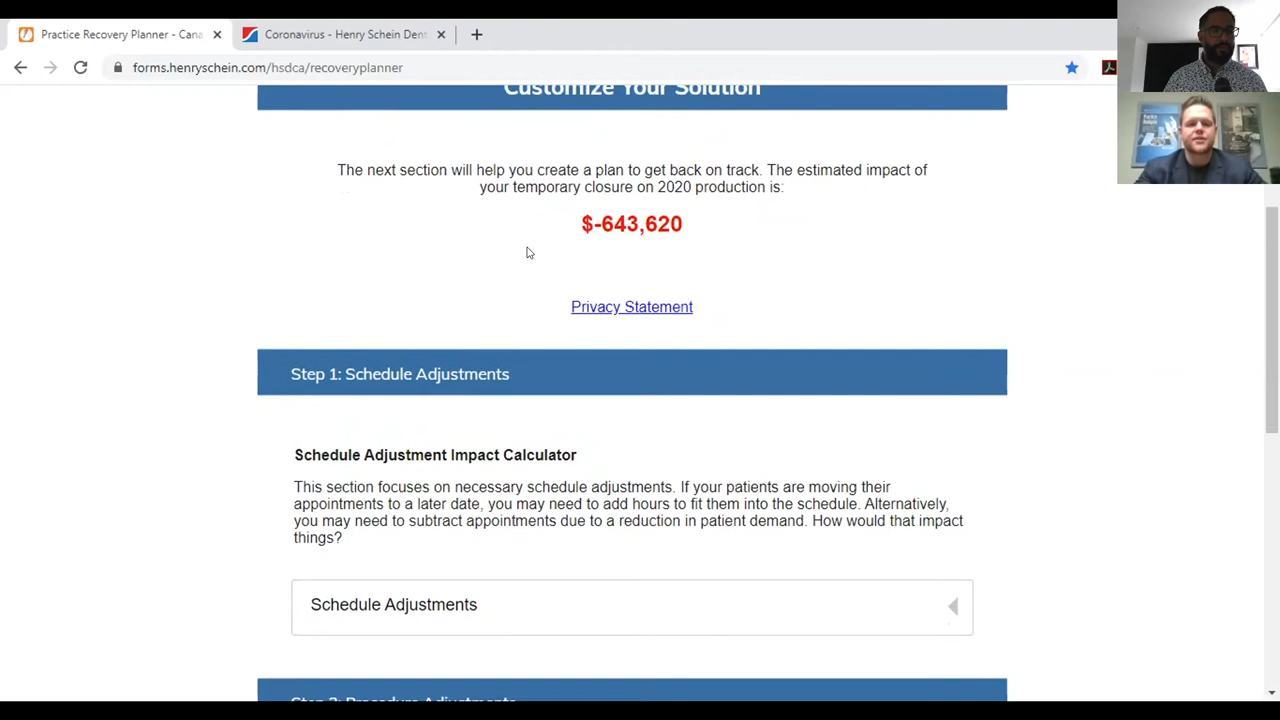 Practice Recovery Planner - Cana
Coronavirus - Henry Schein Dent
forms.henryschein.com/hsdca/recoveryplanner
Customize Your Solution
The next section will help you create a plan to get back on track. The estimated impact of
your temporary closure on 2020 production is:
$-643,620
Privacy Statement
Step 1: Schedule Adjustments
Schedule Adjustment Impact Calculator
This section focuses on necessary schedule adjustments. If your patients are moving their
appointments to a later date, you may need to add hours to fit them into the schedule. Alternatively,
you may need to subtract appointments due to a reduction in patient demand. How would that impact
things?
Schedule Adjustments
Step 2: Procedure Adjustments